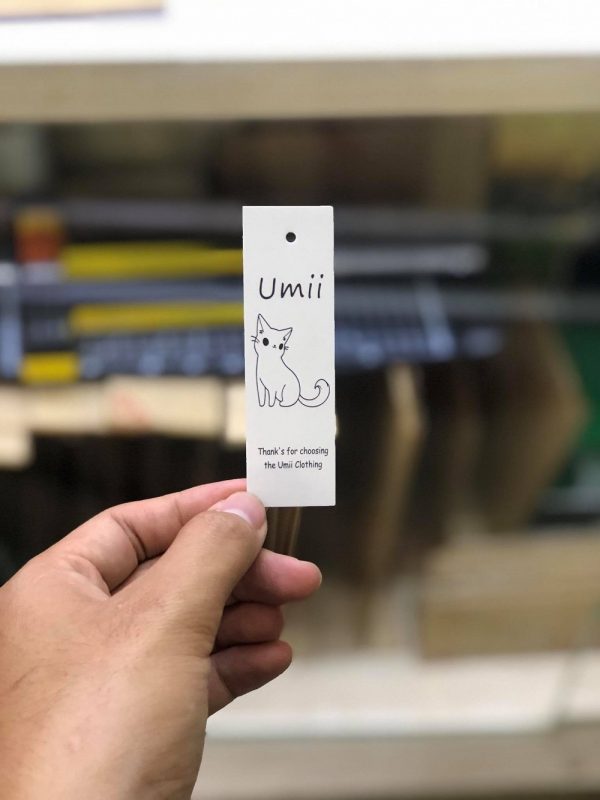 Umii
Thank's for choosing
the Umii Clothing